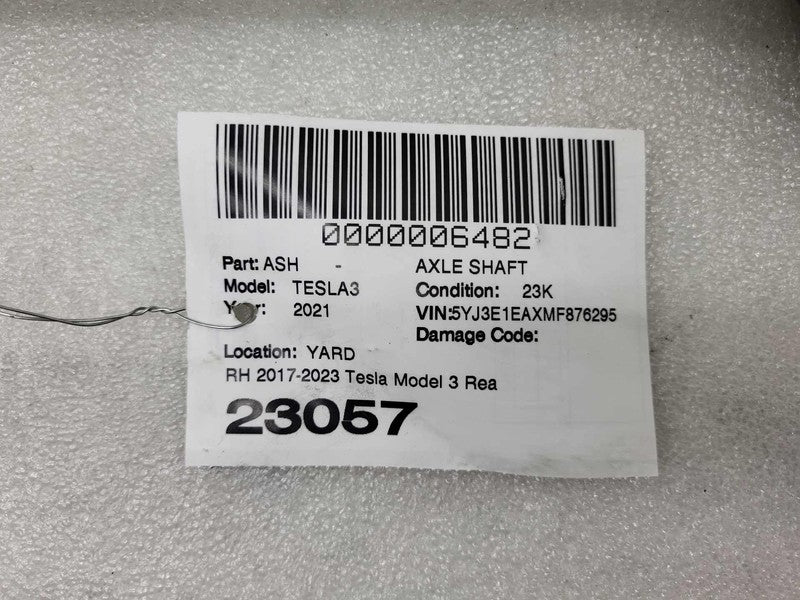 0000006482
Part: ASH - AXLE SHAFT
Model: TESLA3 Condition: 23K
Year: 2021 VIN:5YJ3E1EAXMF876295
Damage Code:
Location: YARD
RH 2017-2023 Tesla Model 3 Rea
23057